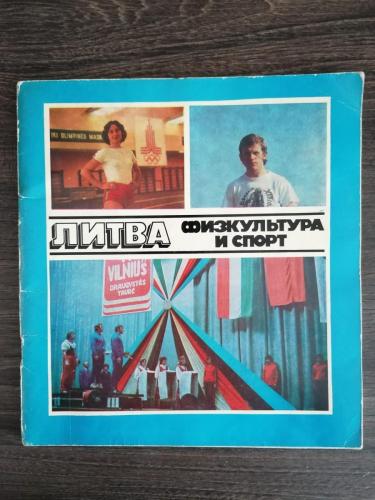 ЛИТВА
ФИЗКУЛЬТУРА
И СПОРТ
VILNIUS
DRAUGYSTĖS
TAURĖ